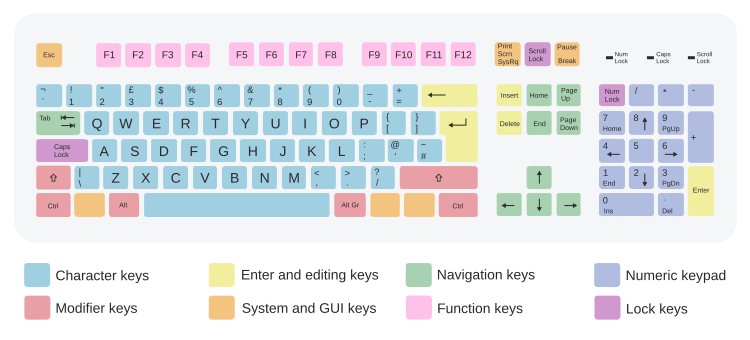 Esc F1 F2 F3 F4 F5 F6 F7 F8 F9 F10 F11 F12
Print
Scrn
SysRq
Scroll
Lock
Pause
Break
Num
Lock
Caps
Lock
Scroll
Lock
¬
`
!
1
"
2
£
3
$
4
%
5
^
6
&
7
*
8
(
9
)
0
_
-
+
=
←
Insert
Home
Page
Up
Num
Lock
/
*
-
Tab
Q W E R T Y U I O P
{
[
}
]
Delete
End
Page
Down
7
Home
8 ↑
9
PgUp
+
Caps
Lock
A S D F G H J K L
:
;
@
'
~
#
4
←
5
6
→
⇧
|
\
Z X C V B N M
<
,
>
.
?
/
⇧
↑
1
End
2 ↓
3
PgDn
Enter
Ctrl Alt Alt Gr Ctrl
← ↓ →
0
Ins
.
Del
Character keys
Enter and editing keys
Navigation keys
Numeric keypad
Modifier keys
System and GUI keys
Function keys
Lock keys